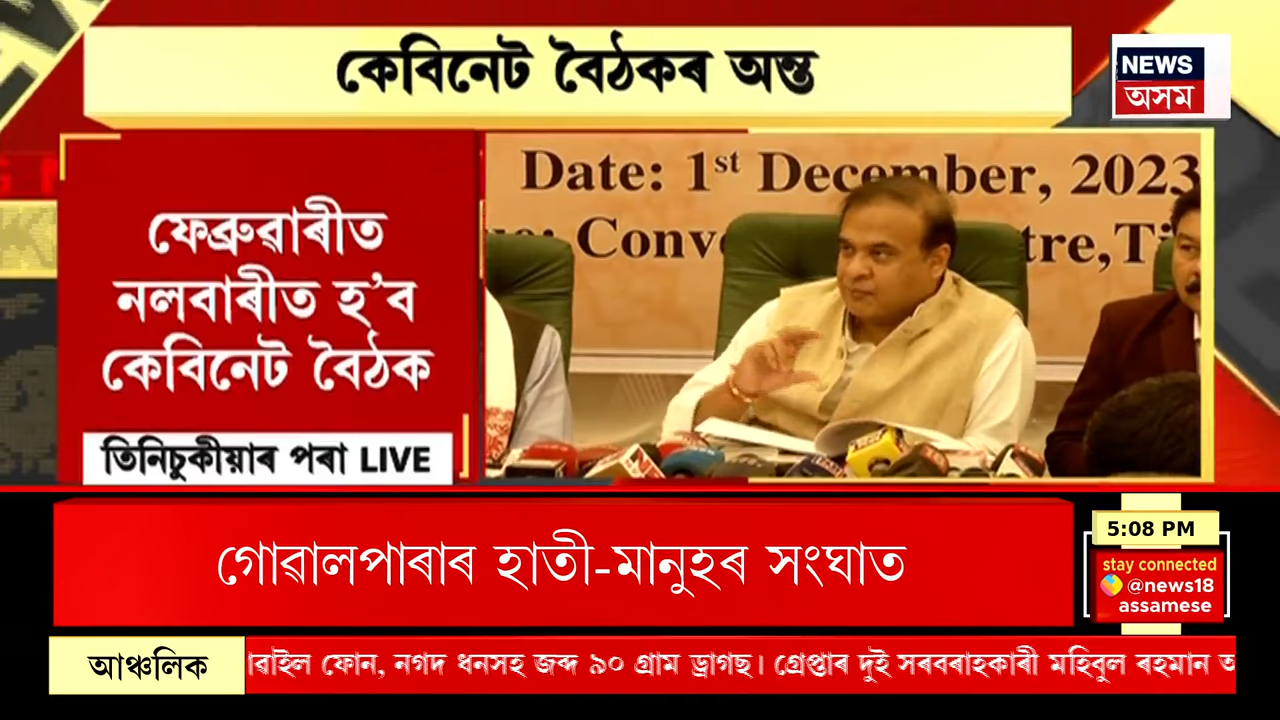 কেবিনেট বৈঠকৰ অন্ত
NEWS
অসম
ফেব্ৰুৱাৰীত
নলবাৰীত হ'ব
কেবিনেট বৈঠক
তিনিচুকীয়াৰ পৰা LIVE
Date: 1st December, 2023
গোৱালপাৰাৰ হাতী-মানুহৰ সংঘাত
5:08 PM
stay connected
@news18
assamese
আঞ্চলিক
ফোন, নগদ ধনসহ জব্দ ৯০ গ্ৰাম ড্ৰাগছ। গ্ৰেপ্তাৰ দুই সৰবৰাহকাৰী মহিবুল ৰহমান